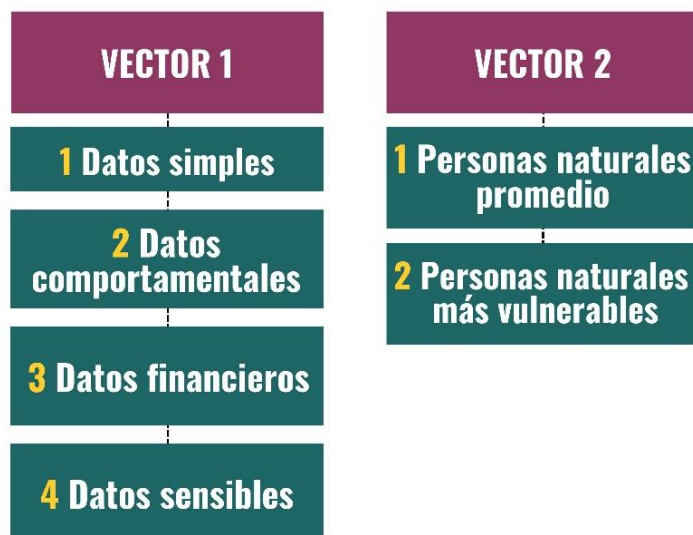 VECTOR 1
1 Datos simples
2 Datos
comportamentales
3 Datos financieros
4 Datos sensibles
VECTOR 2
1 Personas naturales
promedio
2 Personas naturales
más vulnerables